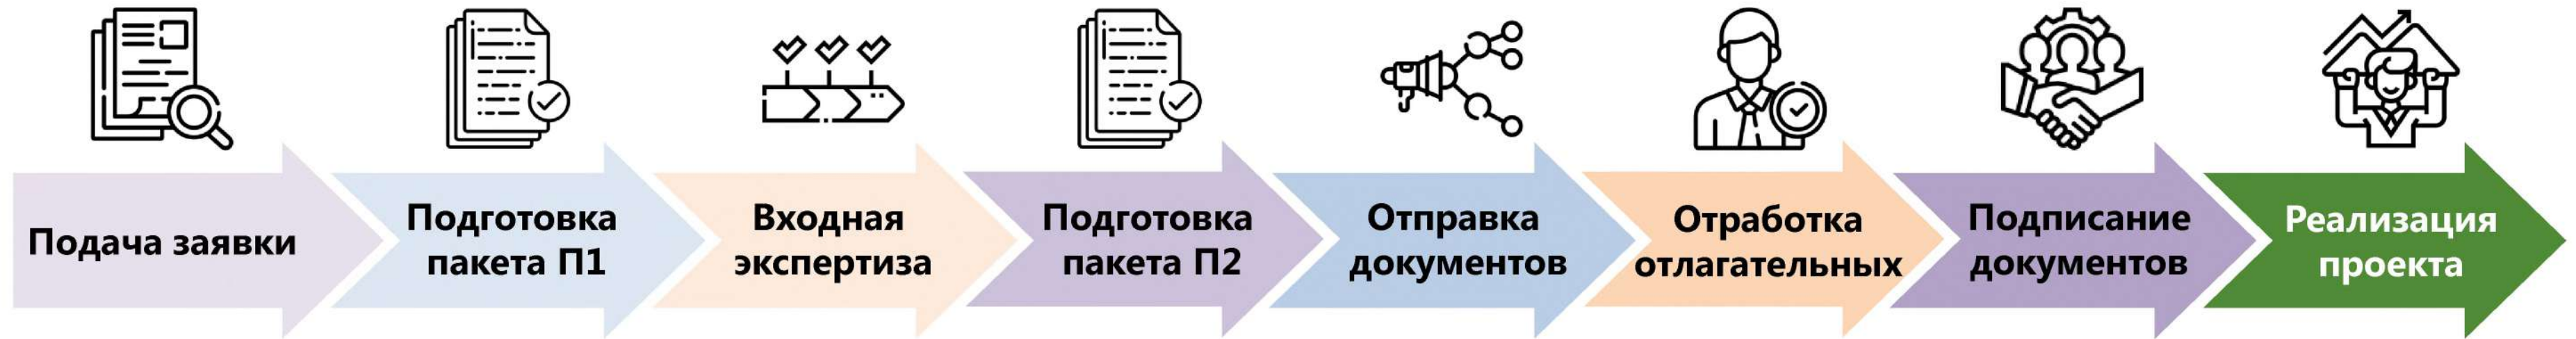 Подача заявки
Подготовка
пакета П1
Входная
экспертиза
Подготовка
пакета П2
Отправка
документов
Отработка
отлагательных
Подписание
документов
Реализация
проекта